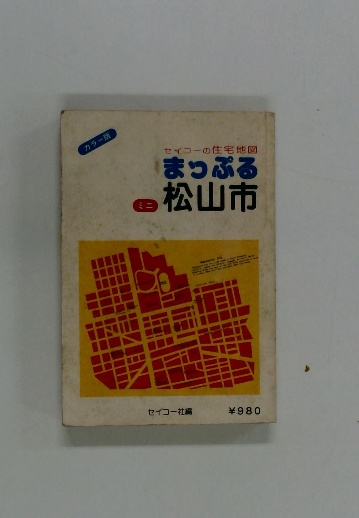 カラー版
セイコーの住宅地図
まっぷる
ミニ 松山市
セイコー社編 ¥980